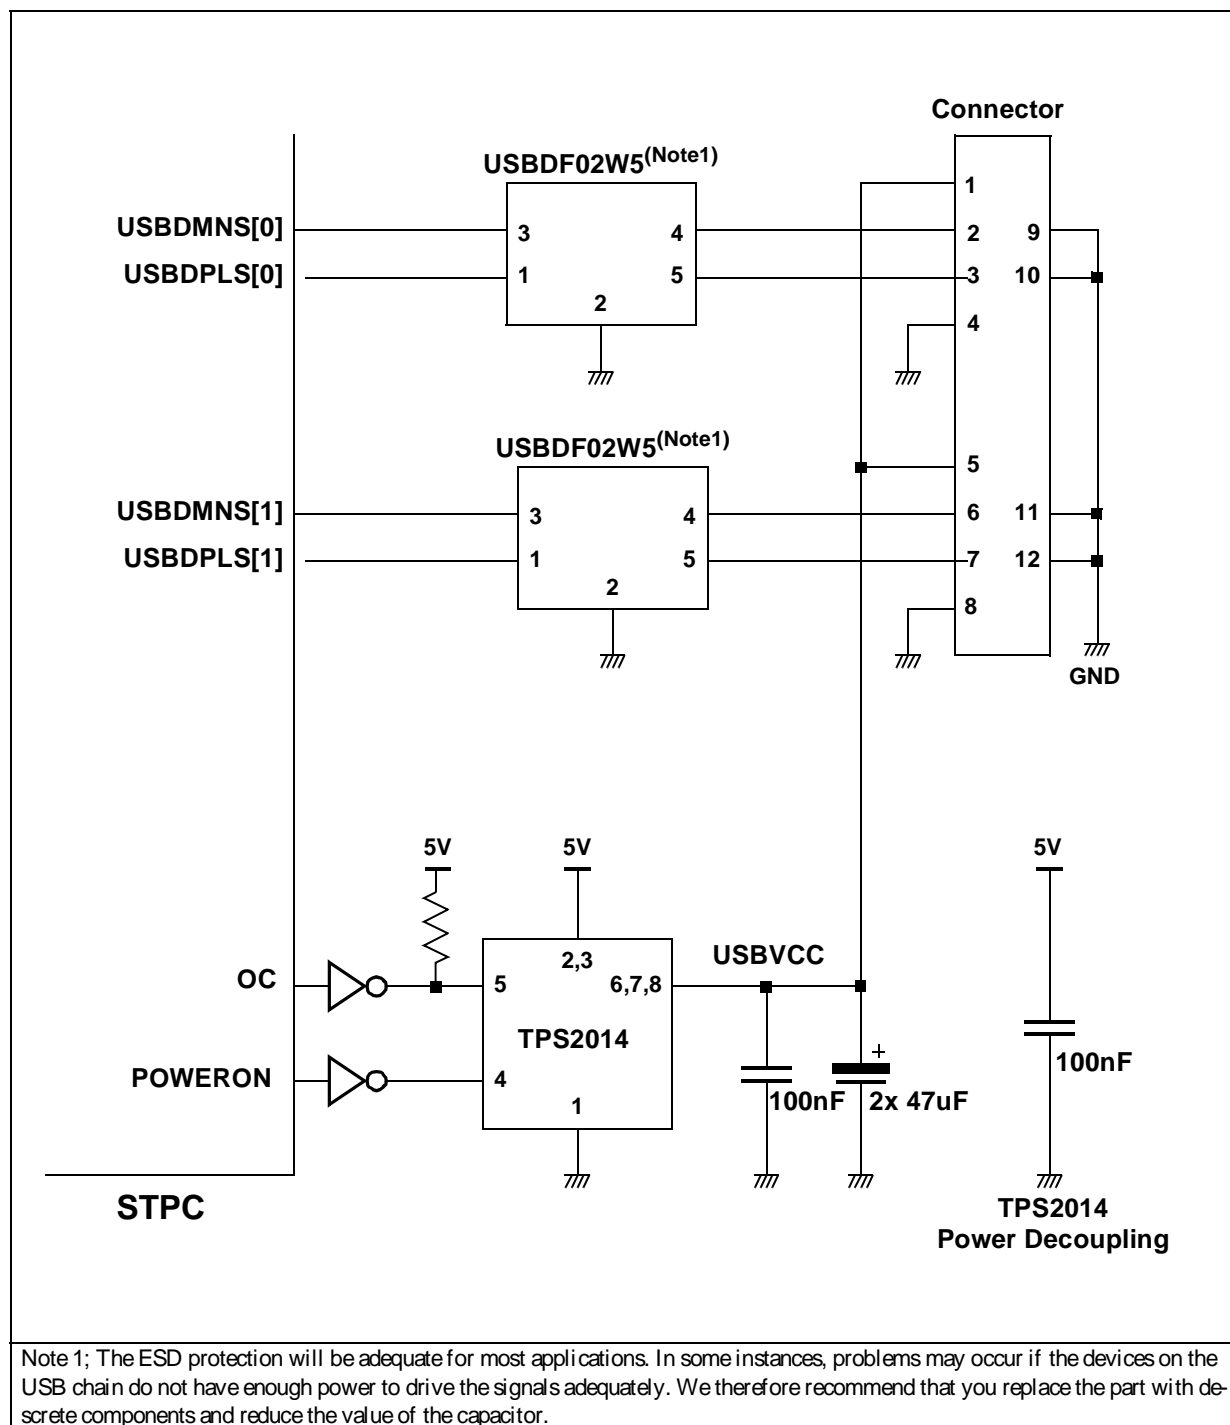 Connector
USBDF02W5(Note1)
1
USBDMNS[0] 3 4 2 9
USBDPLS[0] 1 5 3 10
2 4
USBDF02W5(Note1)
5
USBDMNS[1] 3 4 6 11
USBDPLS[1] 1 5 7 12
2 8
GND
5V 5V 5V
USBVCC
OC 5 2,3 6,7,8
TPS2014
+
POWERON 4 100nF 2x 47uF 100nF
1
STPC
TPS2014
Power Decoupling
Note 1; The ESD protection will be adequate for most applications. In some instances, problems may occur if the devices on the
USB chain do not have enough power to drive the signals adequately. We therefore recommend that you replace the part with de-
screte components and reduce the value of the capacitor.